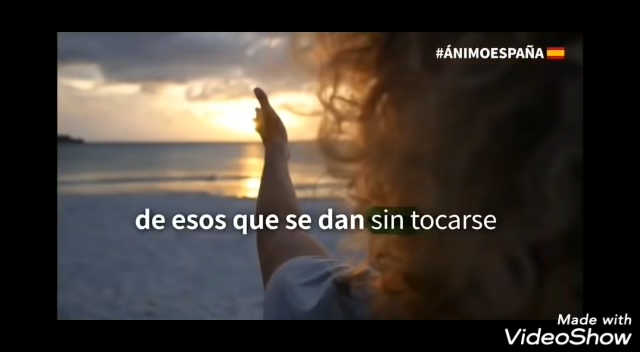 #ÁNIMOESPAÑA
de esos que se dan sin tocarse
Made with
VideoShow